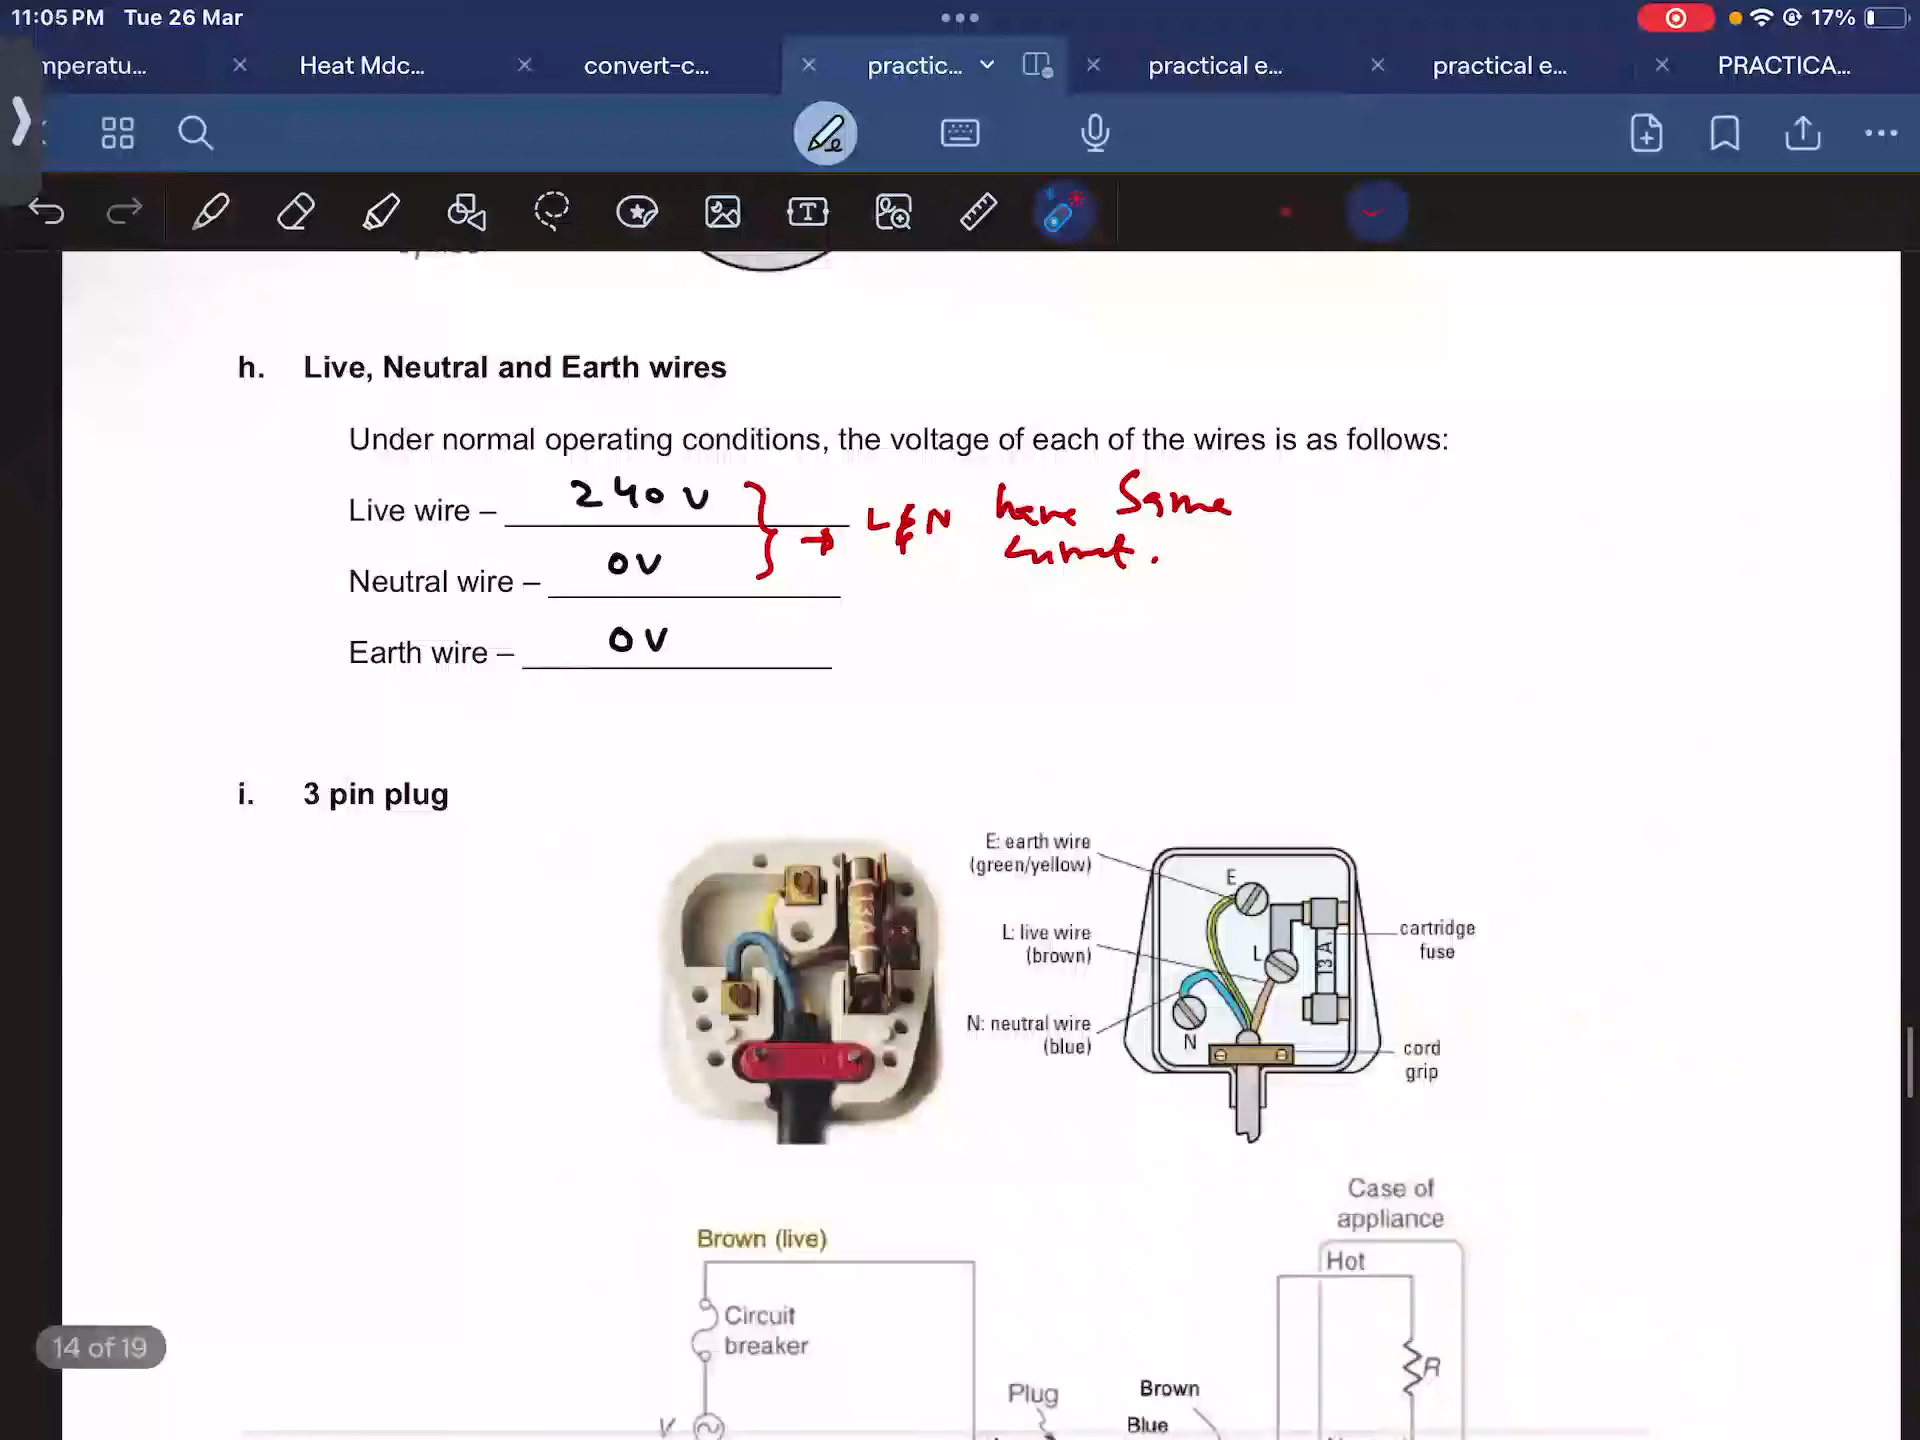 11:05 PM Tue 26 Mar
17%
mperatu... Heat Mdc... convert-c... practic... practical e... practical e... PRACTICA...
h. Live, Neutral and Earth wires
Under normal operating conditions, the voltage of each of the wires is as follows:
Live wire – 240 V
→ L & N have Same
Neutral wire – 0V
Earth wire – 0 V
i. 3 pin plug
13A
E: earth wire
(green/yellow)
E
L: live wire
(brown)
L
13 A
cartridge
fuse
N: neutral wire
(blue)
N
cord
grip
Case of
appliance
Brown (live)
Hot
Circuit
breaker
R
Plug
Brown
Blue
V
14 of 19